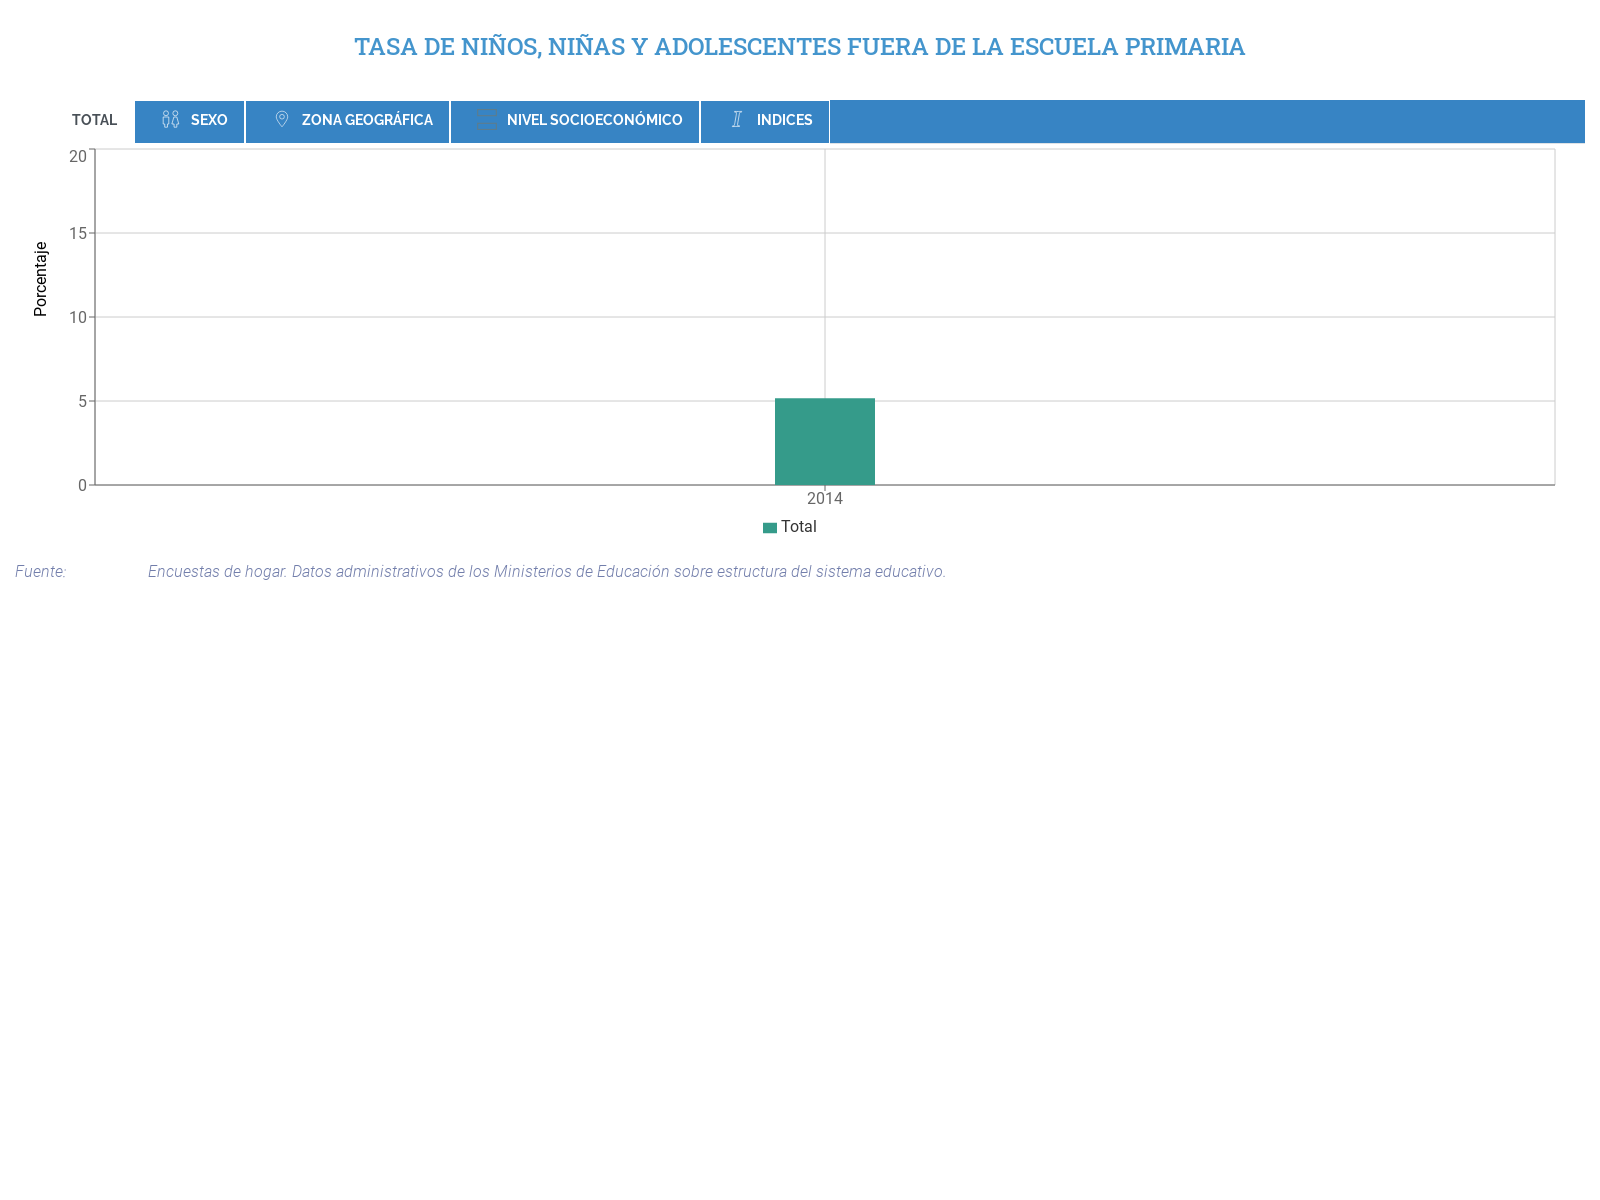 TASA DE NIÑOS, NIÑAS Y ADOLESCENTES FUERA DE LA ESCUELA PRIMARIA
TOTAL SEXO ZONA GEOGRÁFICA NIVEL SOCIOECONÓMICO INDICES
20
15
Porcentaje
10
5
0
2014
Total
Fuente: Encuestas de hogar. Datos administrativos de los Ministerios de Educación sobre estructura del sistema educativo.